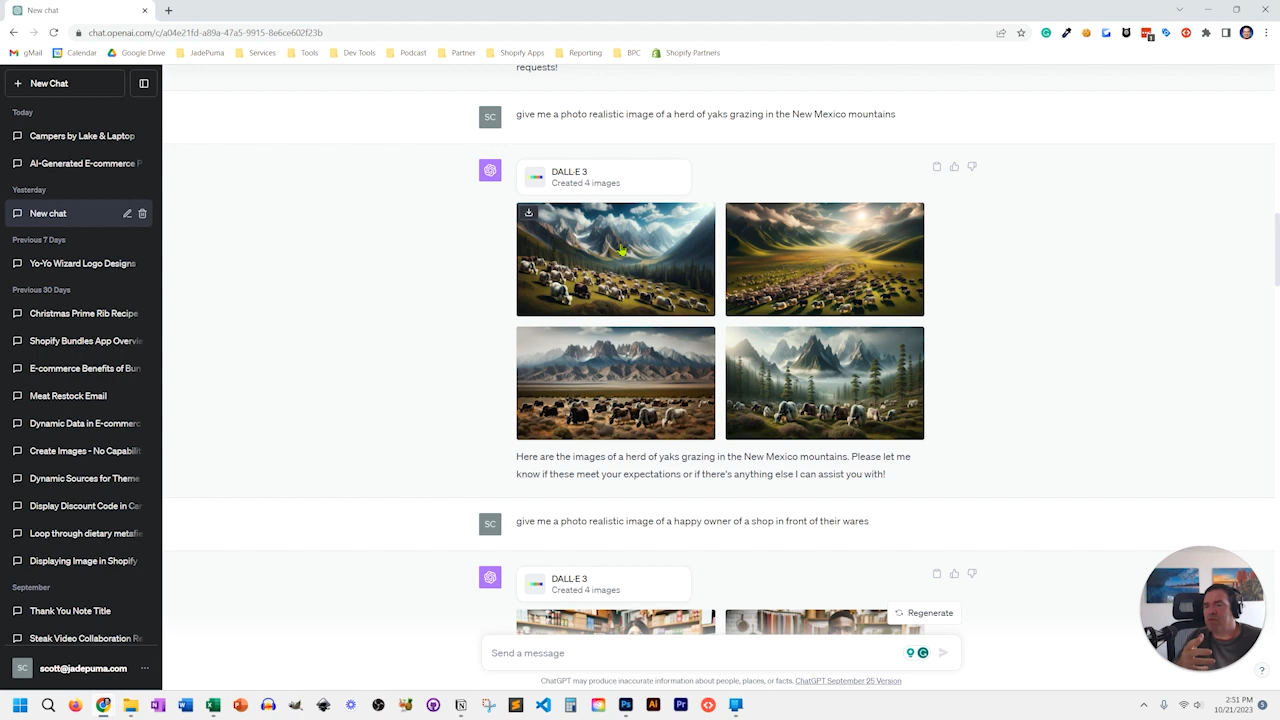 New chat
chat.openai.com/c/a04e21fd-a89a-47a5-9915-8e6ce602f23b
gMail
Calendar
Google Drive
JadePuma
Services
Tools
Dev Tools
Podcast
Partner
Shopify Apps
Reporting
BPC
Shopify Partners
New Chat
Today
Campers by Lake & Laptop
AI-Generated E-commerce P
Yesterday
New chat
Previous 7 Days
Yo-Yo Wizard Logo Designs
Previous 30 Days
Christmas Prime Rib Recipe
Shopify Bundles App Overvie
E-commerce Benefits of Bun
Meat Restock Email
Dynamic Data in E-commerc
Create Images - No Capabilit
Dynamic Sources for Theme
Display Discount Code in Car
Loop through dietary metafie
Displaying Image in Shopify
September
Thank You Note Title
Steak Video Collaboration Re
SC
scott@jadepuma.com
requests!
SC
give me a photo realistic image of a herd of yaks grazing in the New Mexico mountains
DALL·E 3
Created 4 images
Here are the images of a herd of yaks grazing in the New Mexico mountains. Please let me
know if these meet your expectations or if there's anything else I can assist you with!
SC
give me a photo realistic image of a happy owner of a shop in front of their wares
DALL·E 3
Created 4 images
Regenerate
Send a message
ChatGPT may produce inaccurate information about people, places, or facts. ChatGPT September 25 Version
?
2:51 PM
10/21/2023